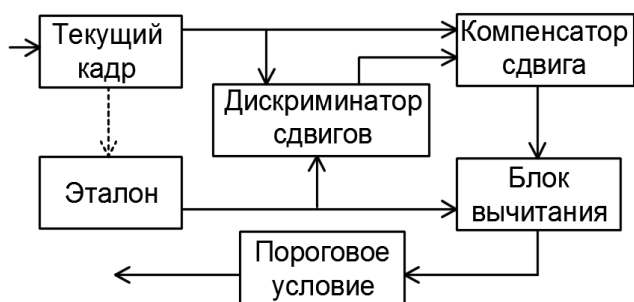 Текущий
кадр
Компенсатор
сдвига
Дискриминатор
сдвигов
Эталон
Блок
вычитания
Пороговое
условие